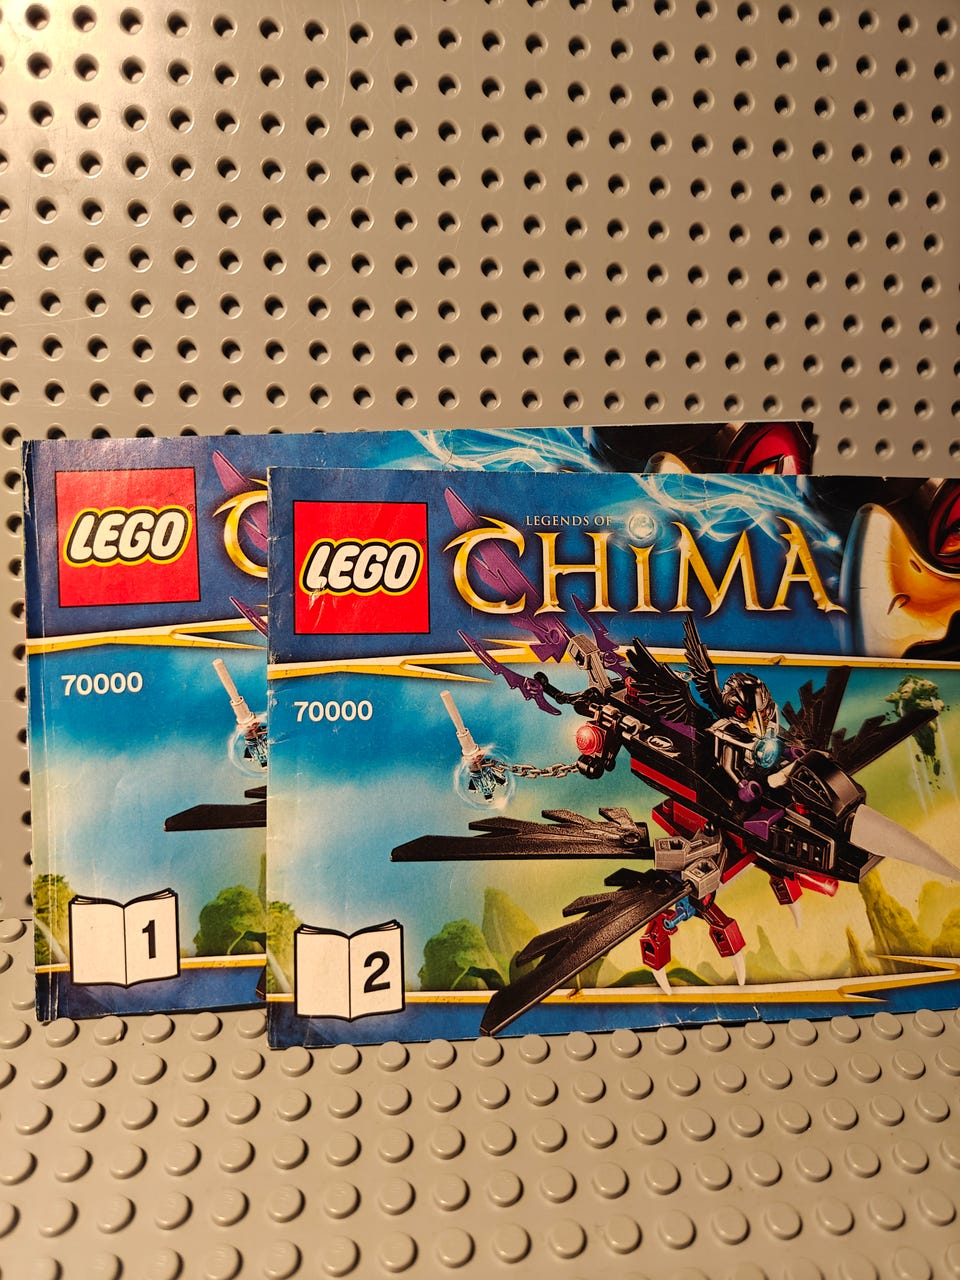 LEGO
70000
1
LEGO
LEGENDS OF
CHiMA
70000
2